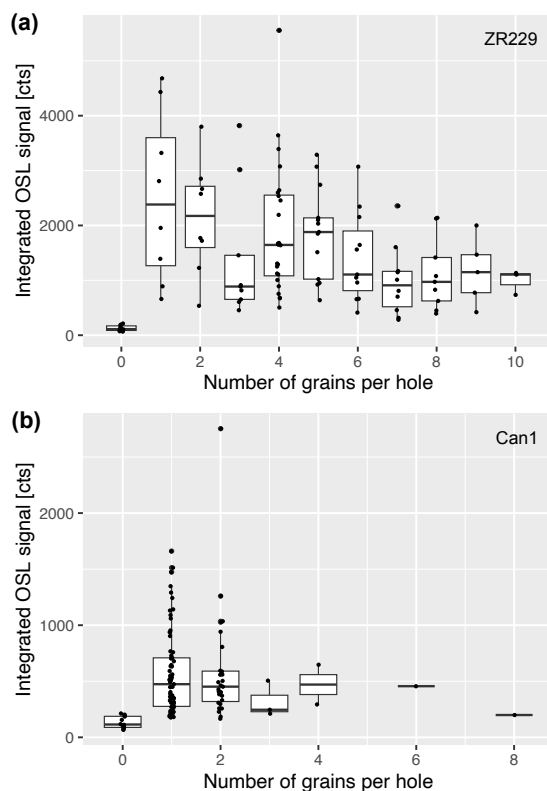 (a)
ZR229
Integrated OSL signal [cts]
4000
2000
0
0 2 4 6 8 10
Number of grains per hole
(b)
Can1
Integrated OSL signal [cts]
2000
1000
0
0 2 4 6 8
Number of grains per hole